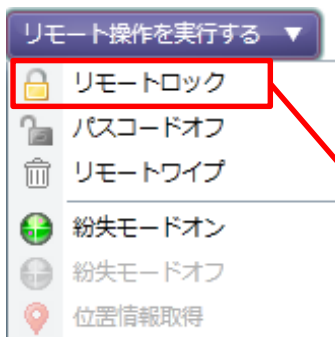 リモート操作を実行する ▼
リモートロック
パスコードオフ
リモートワイプ
紛失モードオン
紛失モードオフ
位置情報取得